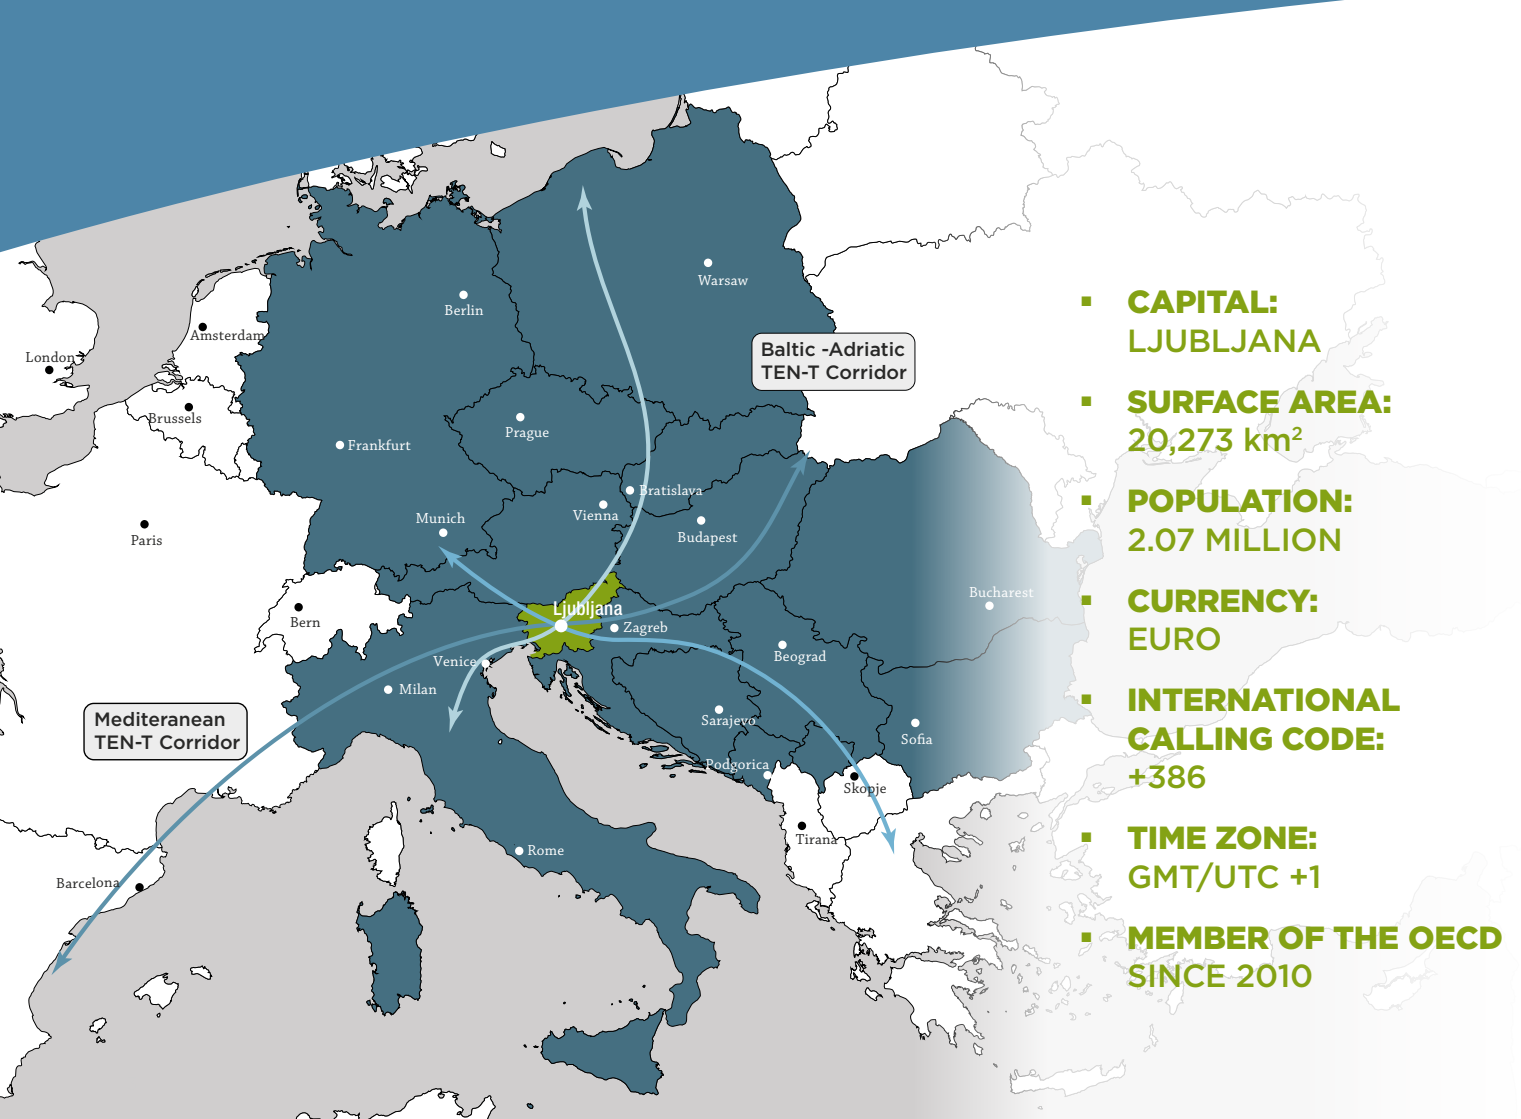 Warsaw
Berlin
Amsterdam
London
Baltic -Adriatic
TEN-T Corridor
Brussels
Prague
Frankfurt
Bratislava
Vienna
Munich
Budapest
Paris
Bucharest
Ljubljana
Bern
Zagreb
Beograd
Venice
Milan
Mediteranean
TEN-T Corridor
Sarajevo
Sofia
Podgorica
Skopje
Tirana
Rome
Barcelona
▪ CAPITAL:
LJUBLJANA
▪ SURFACE AREA:
20,273 km²
▪ POPULATION:
2.07 MILLION
▪ CURRENCY:
EURO
▪ INTERNATIONAL
CALLING CODE:
+386
▪ TIME ZONE:
GMT/UTC +1
▪ MEMBER OF THE OECD
SINCE 2010